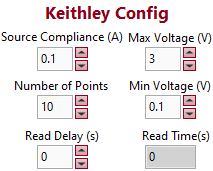 Keithley Config
Source Compliance (A) Max Voltage (V)
0.1 3
Number of Points Min Voltage (V)
10 0.1
Read Delay (s) Read Time(s)
0 0